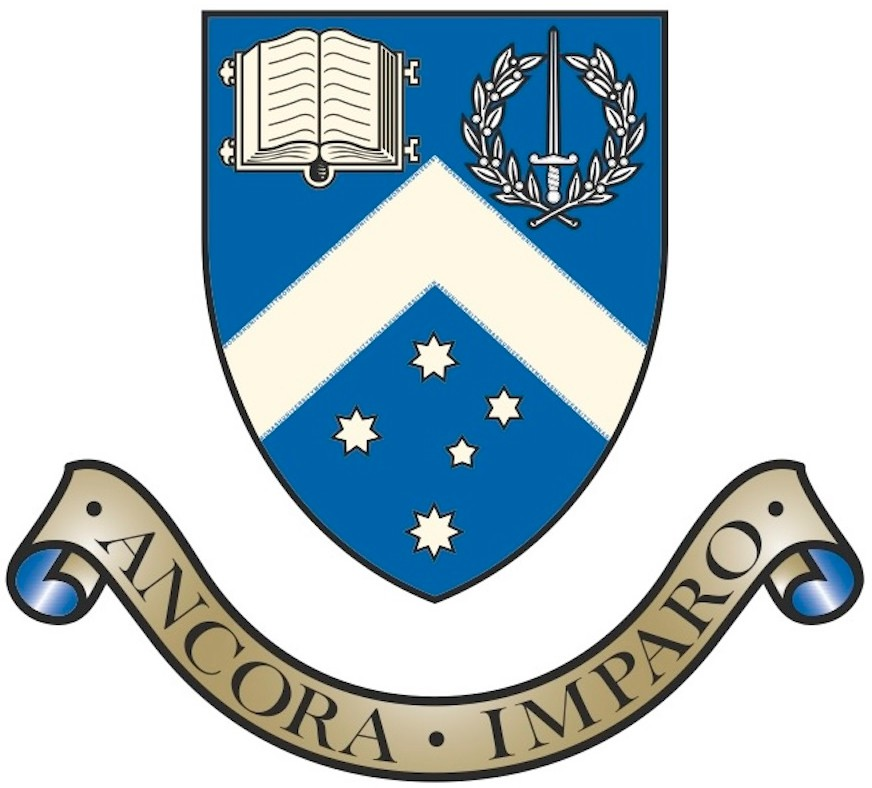 · ANCORA · IMPARO ·